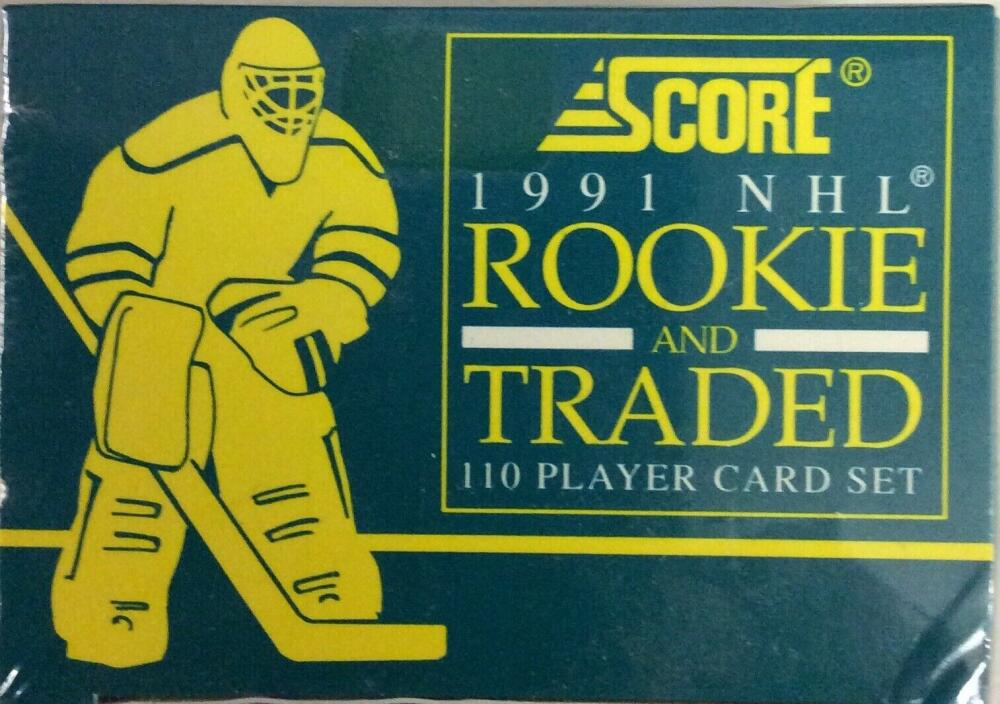 SCORE®
1991 NHL®
ROOKIE
AND
TRADED
110 PLAYER CARD SET